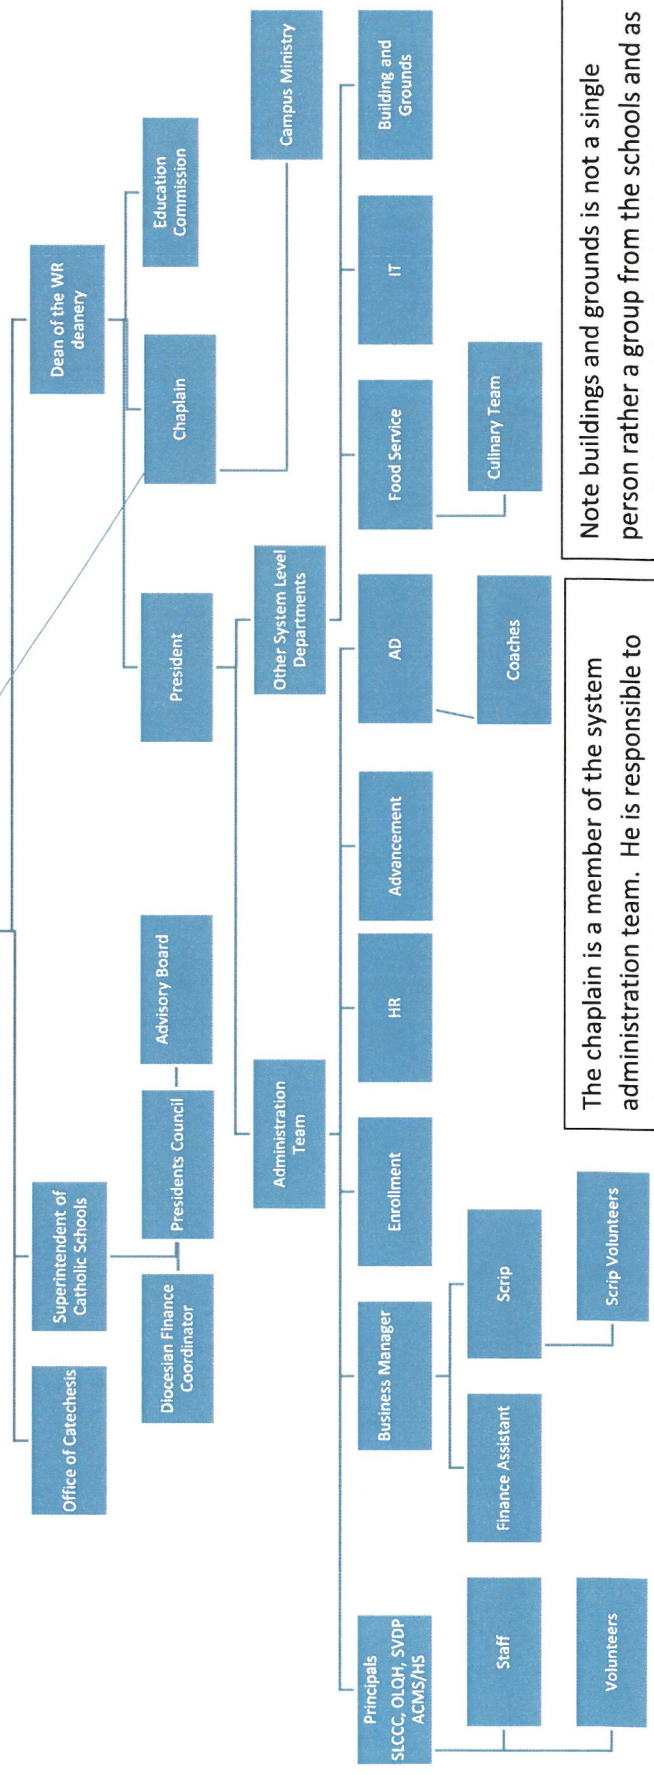 Office of Catechesis
Superintendent of
Catholic Schools
Dean of the WR
deanery
Diocesian Finance
Coordinator
Presidents Council
Advisory Board
President
Chaplain
Education
Commission
Administration
Team
Other System Level
Departments
Campus Ministry
Principals
SLCCC, OLQH, SVDP
ACMS/HS
Business Manager
Enrollment
HR
Advancement
AD
Food Service
IT
Building and
Grounds
Staff
Finance Assistant
Scrip
Coaches
Culinary Team
Volunteers
Scrip Volunteers
The chaplain is a member of the system
administration team. He is responsible to
Note buildings and grounds is not a single
person rather a group from the schools and as